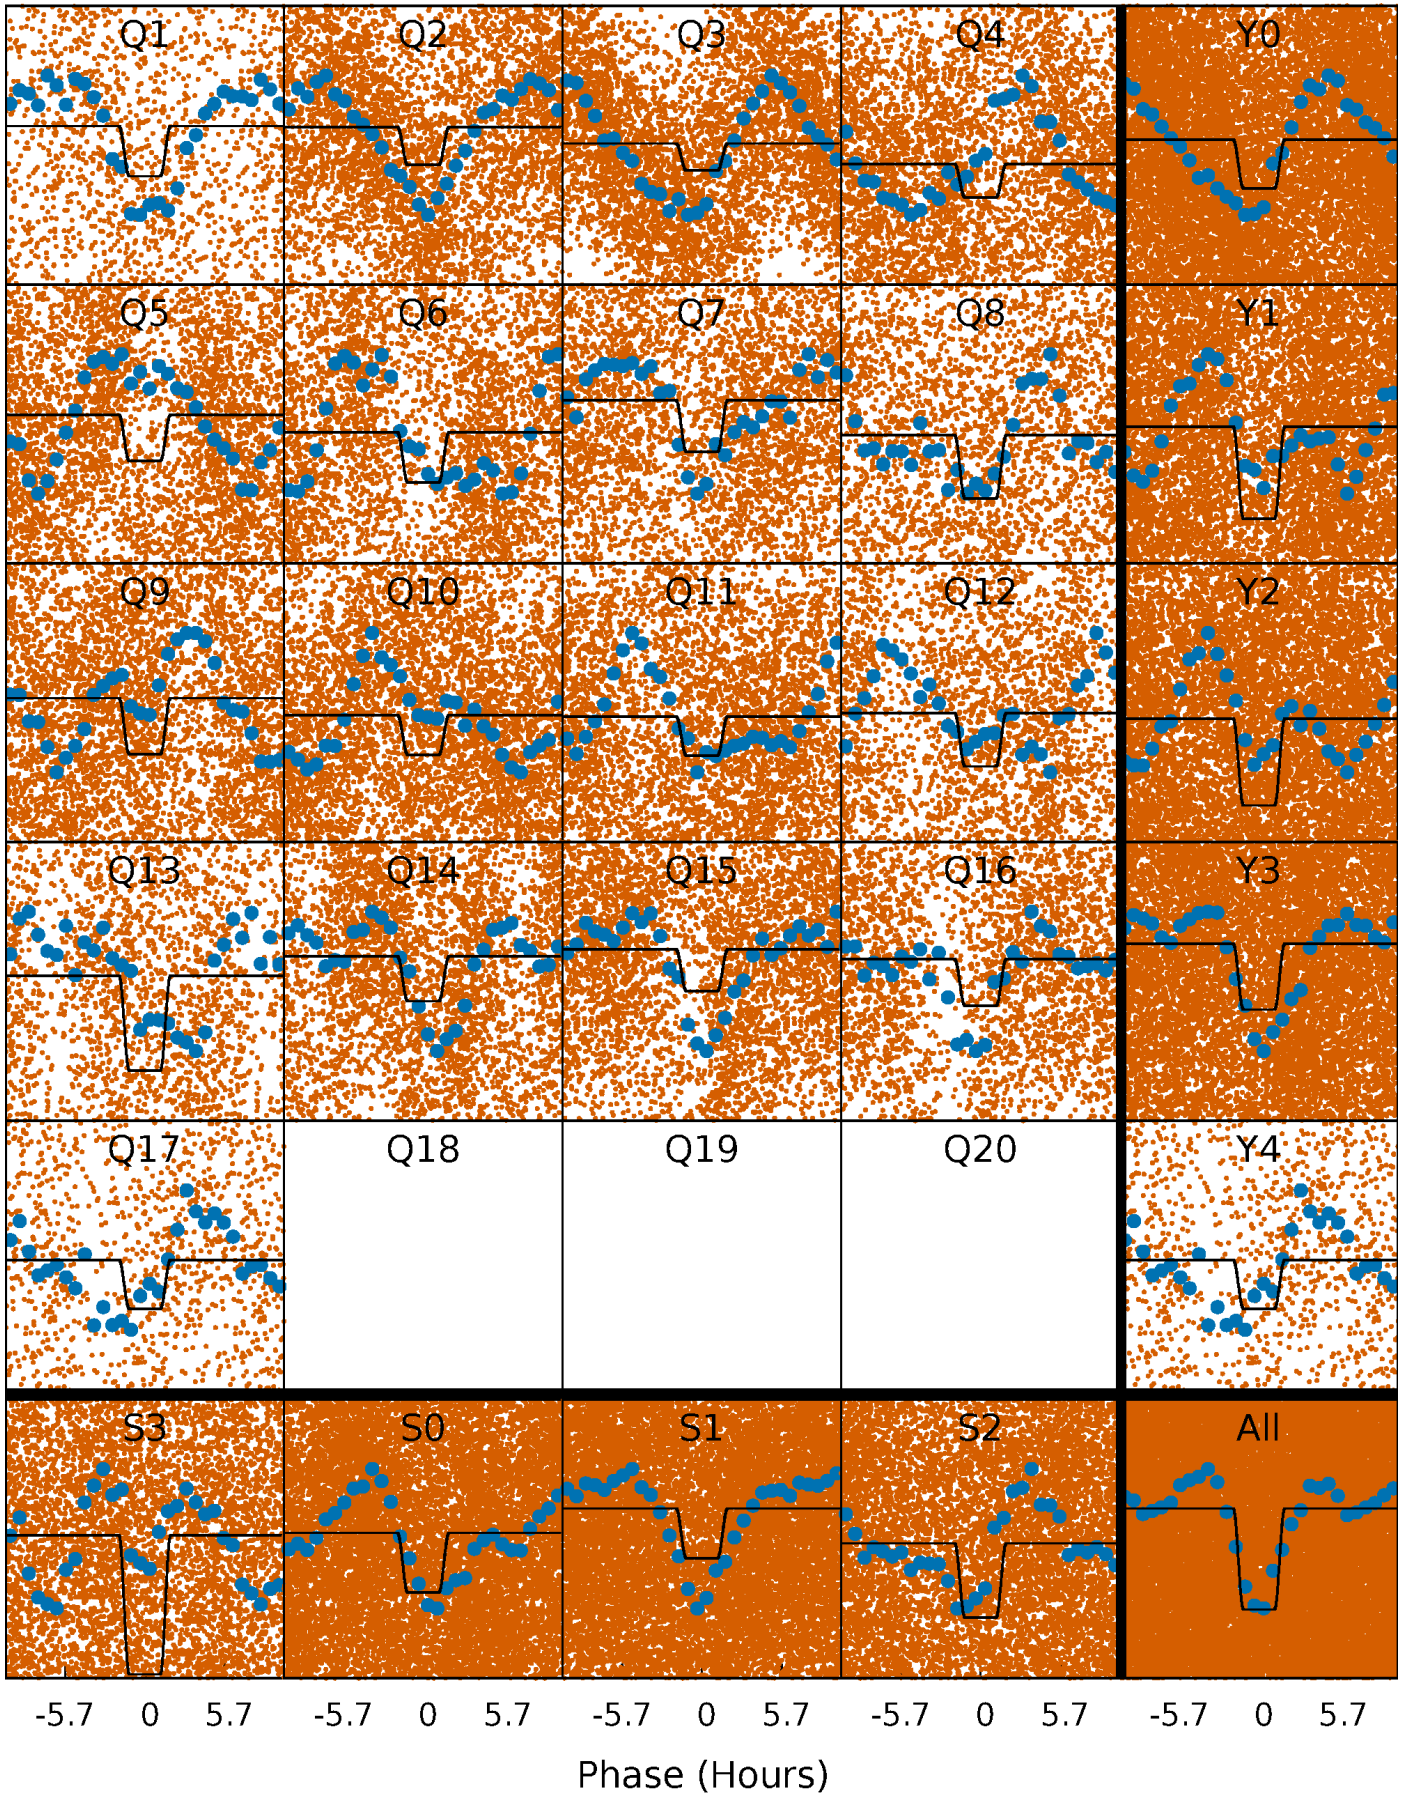 Q1 Q2 Q3 Q4 Y0
Q5 Q6 Q7 Q8 Y1
Q9 Q10 Q11 Q12 Y2
Q13 Q14 Q15 Q16 Y3
Q17 Q18 Q19 Q20 Y4
S3 S0 S1 S2 All
-5.7 0 5.7 -5.7 0 5.7 -5.7 0 5.7 -5.7 0 5.7 -5.7 0 5.7
Phase (Hours)